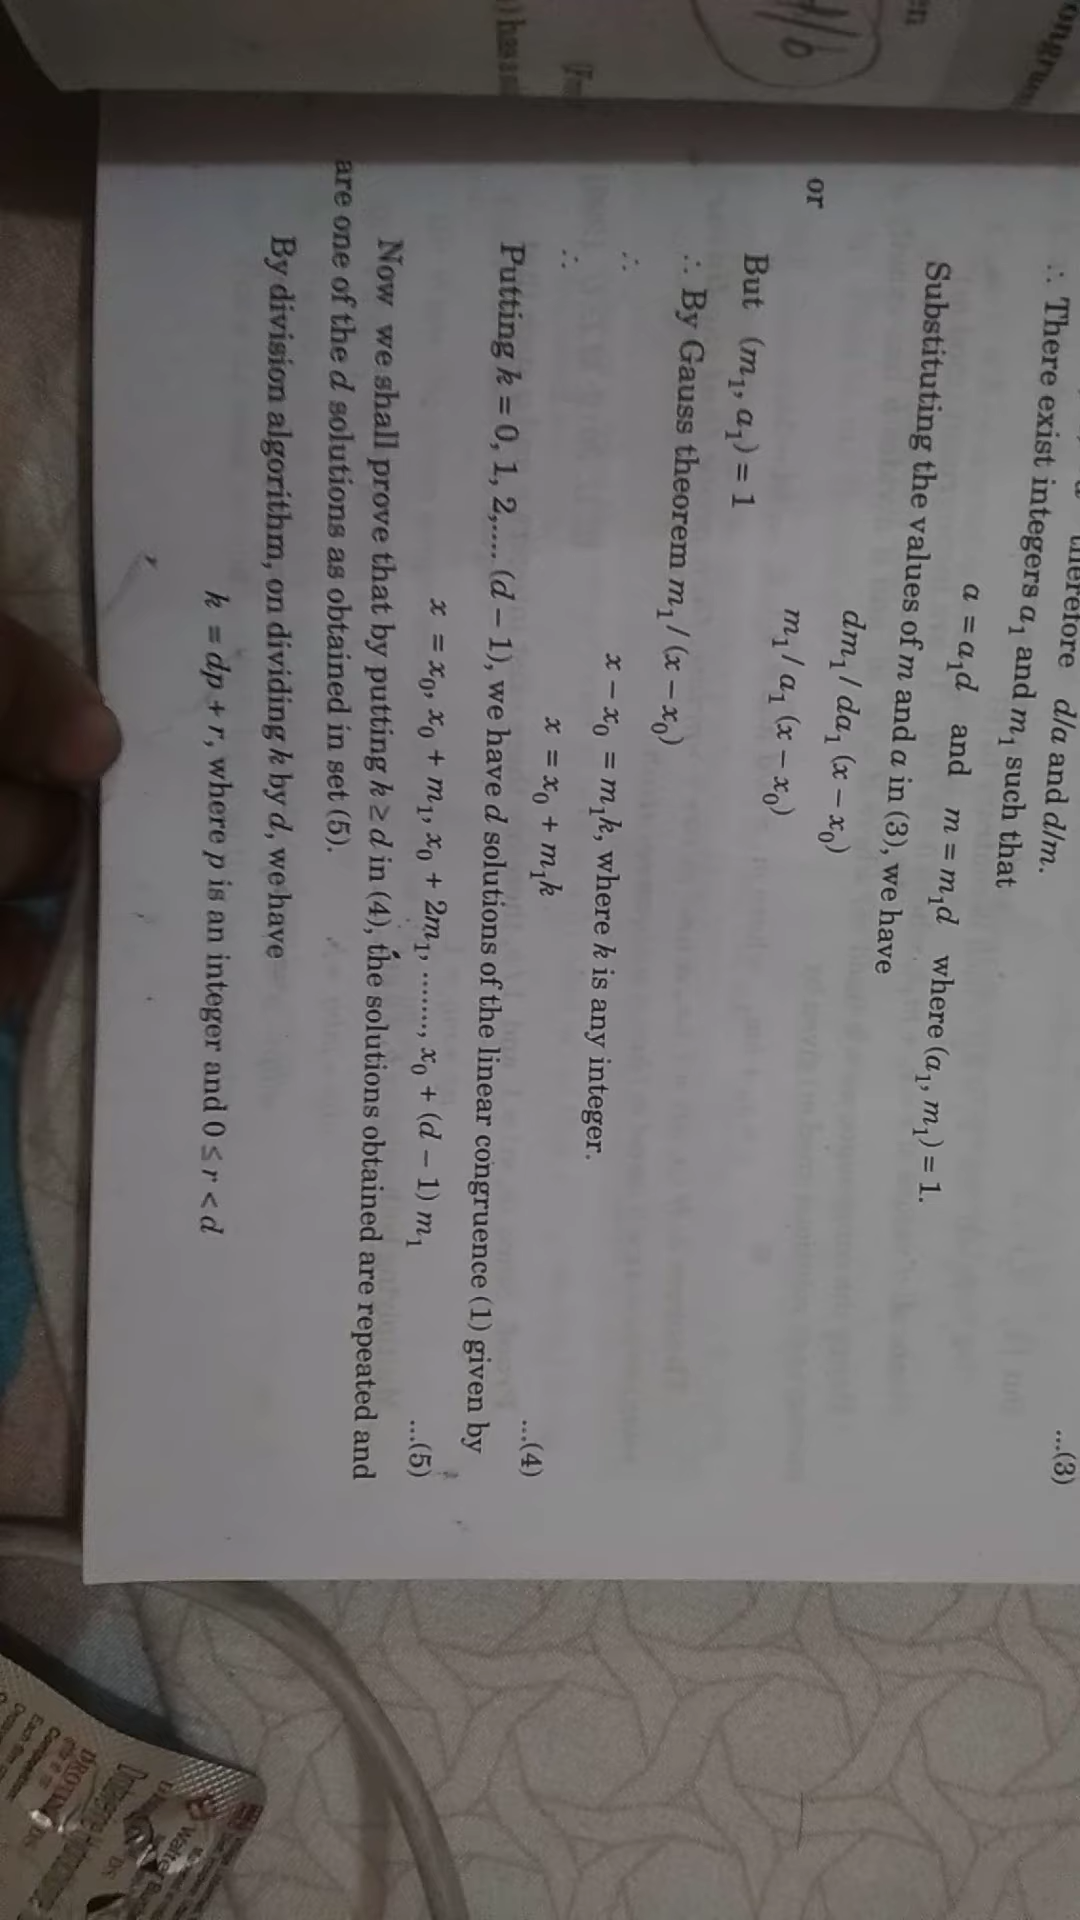 therefore d/a and d/m. ...(3)
∴ There exist integers a₁ and m₁ such that
a = a₁d and m = m₁d where (a₁, m₁) = 1.
Substituting the values of m and a in (3), we have
dm₁ / da₁ (x – x₀)
or m₁ / a₁ (x – x₀)
But (m₁, a₁) = 1
∴ By Gauss theorem m₁ / (x – x₀)
∴ x – x₀ = m₁k, where k is any integer.
∴ x = x₀ + m₁k ...(4)
Putting k = 0, 1, 2,.... (d – 1), we have d solutions of the linear congruence (1) given by
x = x₀, x₀ + m₁, x₀ + 2m₁, ......., x₀ + (d – 1) m₁ ...(5)
Now we shall prove that by putting k ≥ d in (4), the solutions obtained are repeated and
are one of the d solutions as obtained in set (5).
By division algorithm, on dividing k by d, we have
k = dp + r, where p is an integer and 0 ≤ r < d
DROTIN